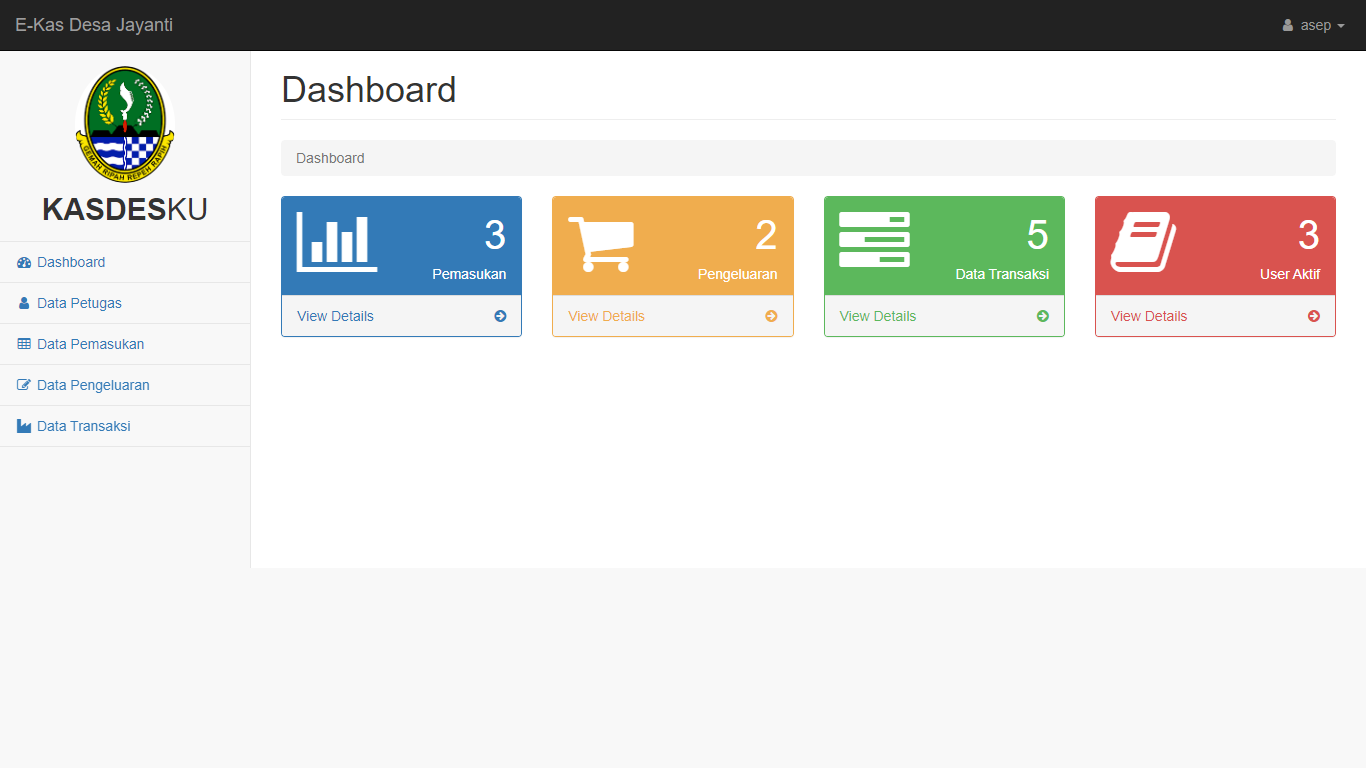 E-Kas Desa Jayanti
asep
GEMAH RIPAH REPEH RAPIH
KASDESKU
Dashboard
Data Petugas
Data Pemasukan
Data Pengeluaran
Data Transaksi
Dashboard
Dashboard
3
Pemasukan
View Details
2
Pengeluaran
View Details
5
Data Transaksi
View Details
3
User Aktif
View Details